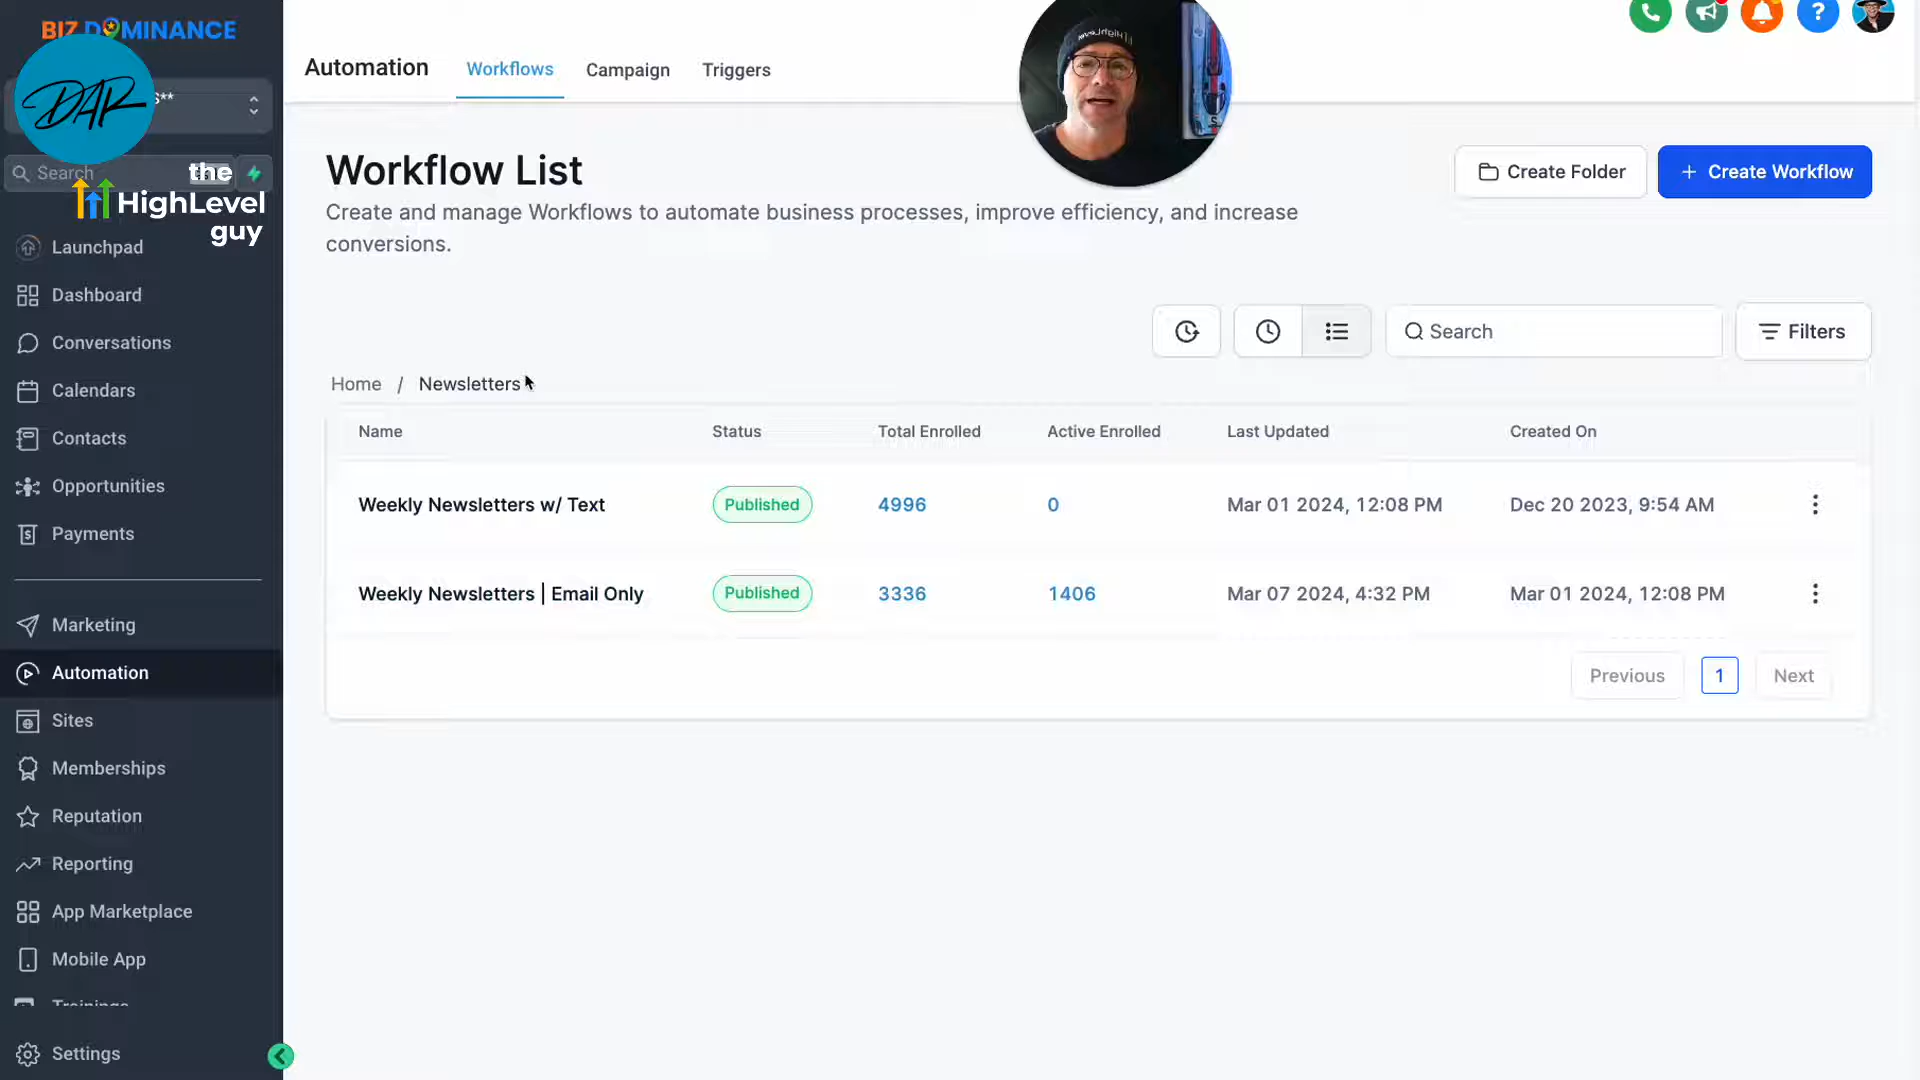 BIZ DOMINANCE
DAR
S**
Search
the
HighLevel
guy
Launchpad
Dashboard
Conversations
Calendars
Contacts
Opportunities
Payments
Marketing
Automation
Sites
Memberships
Reputation
Reporting
App Marketplace
Mobile App
Trainings
Settings
Automation
Workflows
Campaign
Triggers
HighLevel
?
Workflow List
Create and manage Workflows to automate business processes, improve efficiency, and increase
conversions.
Create Folder
+ Create Workflow
Search
Filters
Home / Newsletters
Name Status Total Enrolled Active Enrolled Last Updated Created On
Weekly Newsletters w/ Text Published 4996 0 Mar 01 2024, 12:08 PM Dec 20 2023, 9:54 AM
Weekly Newsletters | Email Only Published 3336 1406 Mar 07 2024, 4:32 PM Mar 01 2024, 12:08 PM
Previous 1 Next